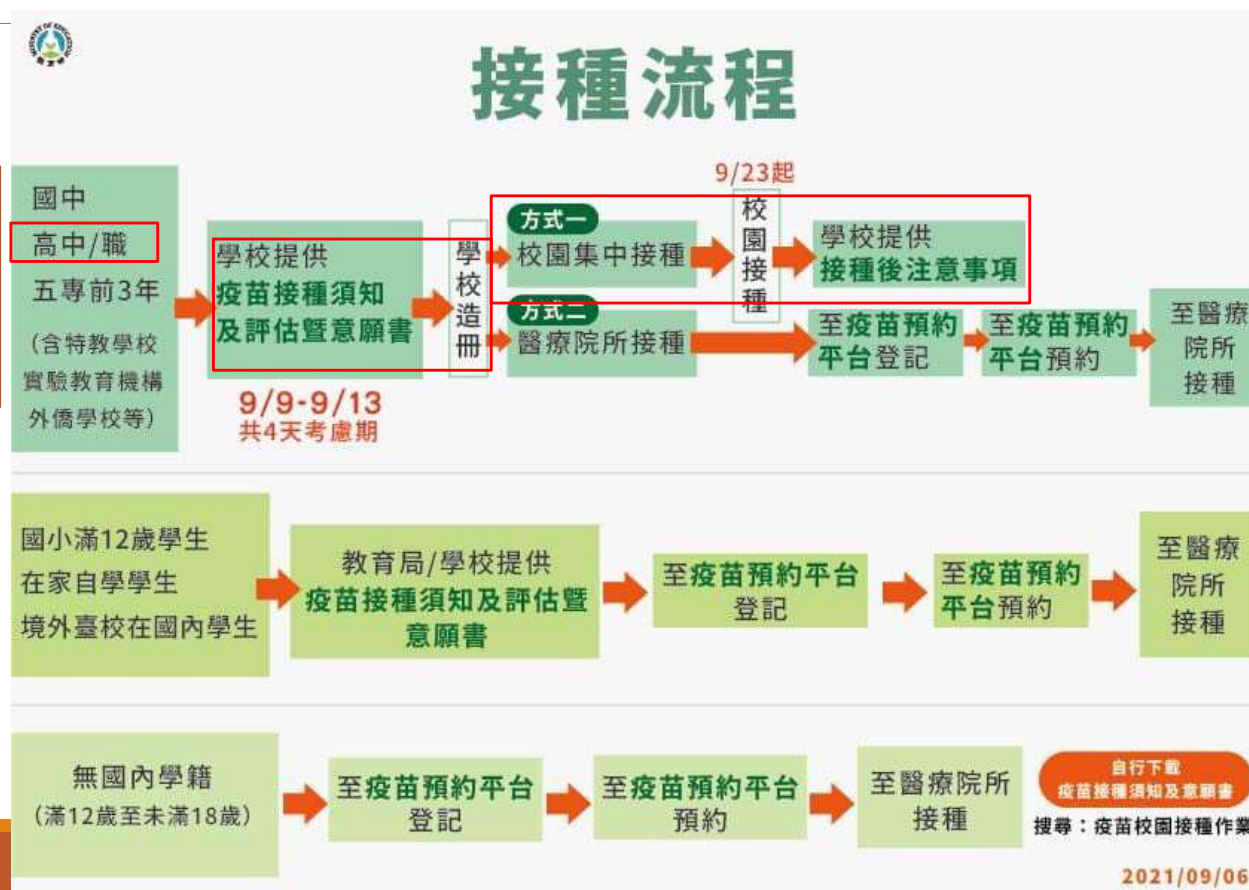 MINISTRY OF EDUCATION
教育部
接種流程
國中
高中/職
五專前3年
(含特教學校
實驗教育機構
外僑學校等)
學校提供
疫苗接種須知
及評估暨意願書
9/9-9/13
共4天考慮期
學校造冊
方式一
校園集中接種
9/23起
校園接種
學校提供
接種後注意事項
方式二
醫療院所接種
至疫苗預約
平台登記
至疫苗預約
平台預約
至醫療
院所
接種
國小滿12歲學生
在家自學學生
境外臺校在國內學生
教育局/學校提供
疫苗接種須知及評估暨
意願書
至疫苗預約平台
登記
至疫苗預約
平台預約
至醫療
院所
接種
無國內學籍
(滿12歲至未滿18歲)
至疫苗預約平台
登記
至疫苗預約平台
預約
至醫療院所
接種
自行下載
疫苗接種須知及意願書
搜尋：疫苗校園接種作業
2021/09/06